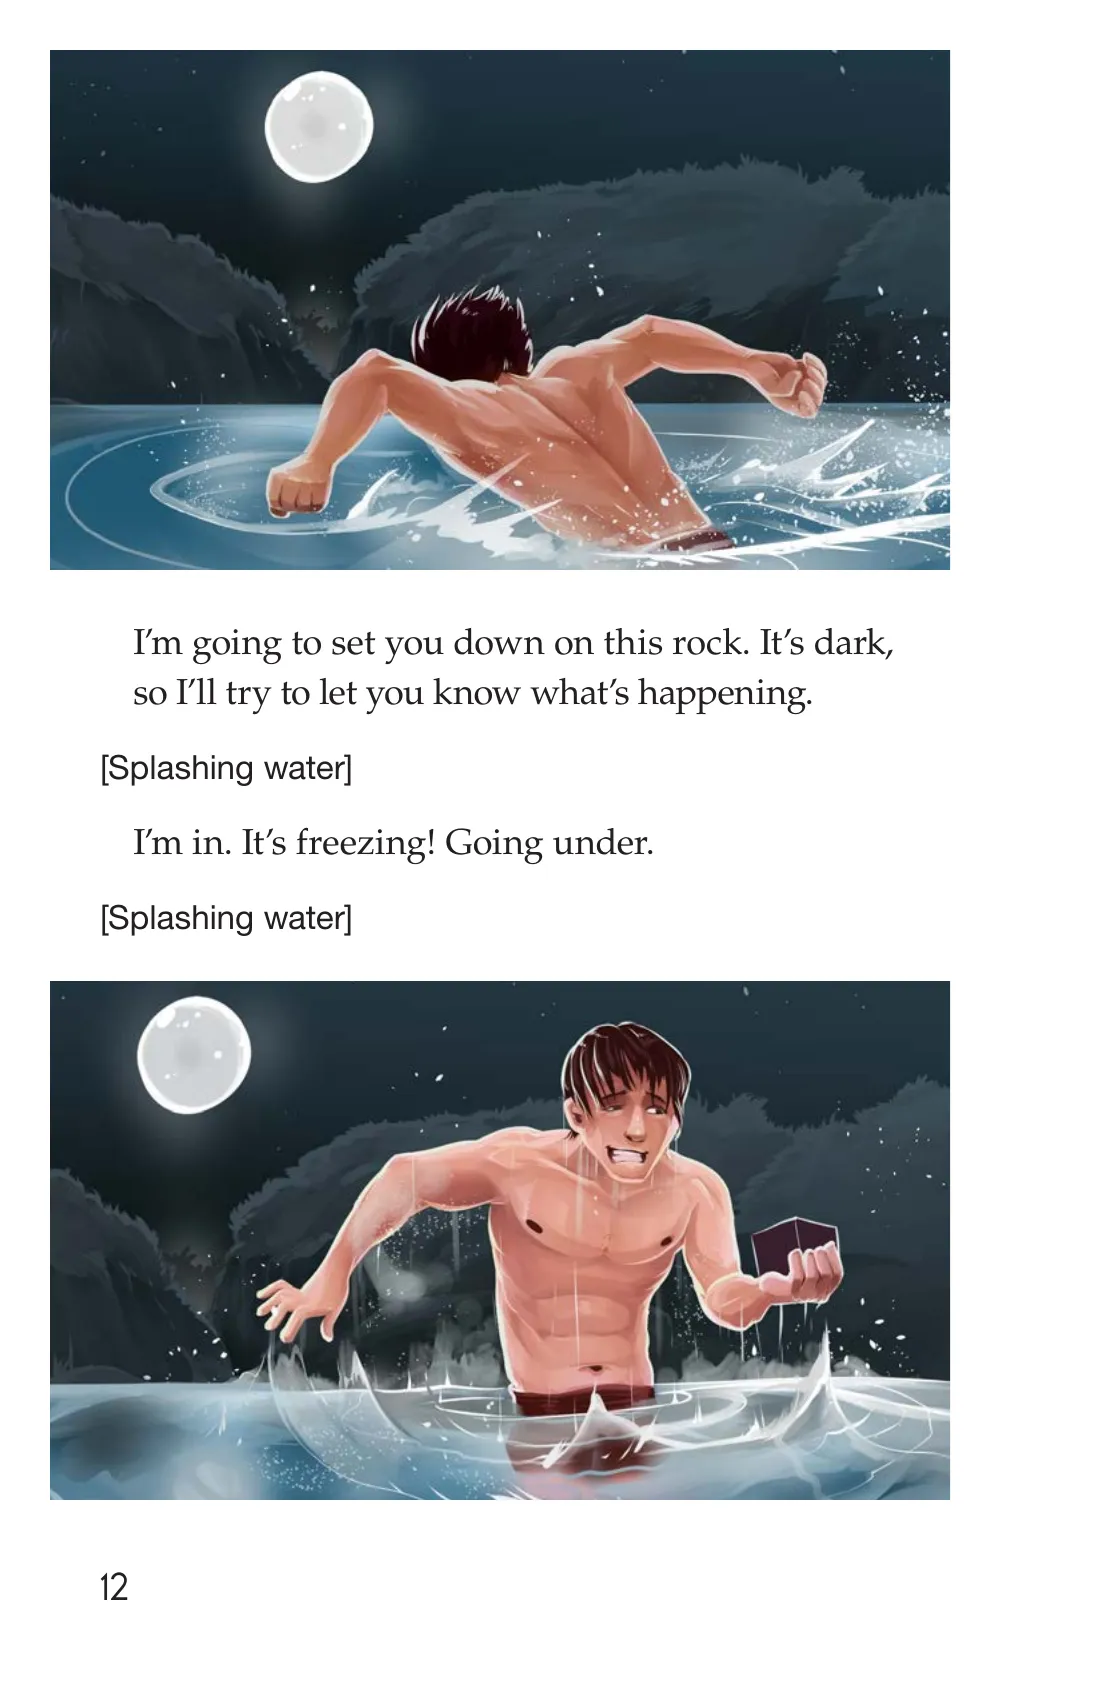 I’m going to set you down on this rock. It’s dark,
so I’ll try to let you know what’s happening.
[Splashing water]
I’m in. It’s freezing! Going under.
[Splashing water]
12